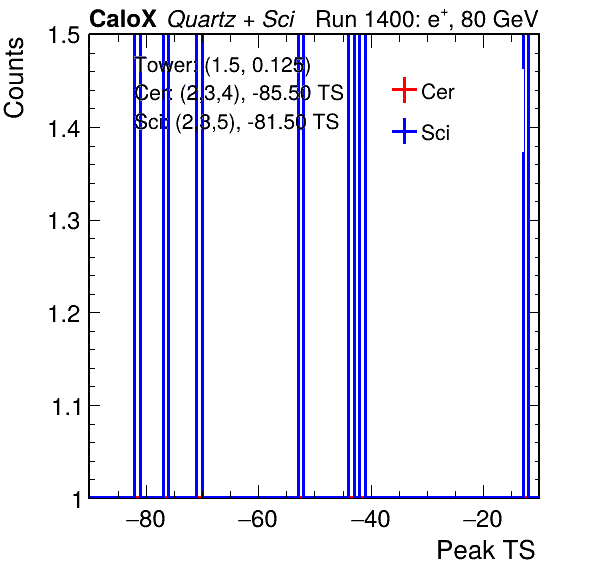 CaloX Quartz + Sci Run 1400: e+, 80 GeV
Counts
Tower: (1.5, 0.125)
Cer: (2,3,4), -85.50 TS
Sci: (2,3,5), -81.50 TS
Cer
Sci
1.5
1.4
1.3
1.2
1.1
1
−80 −60 −40 −20
Peak TS